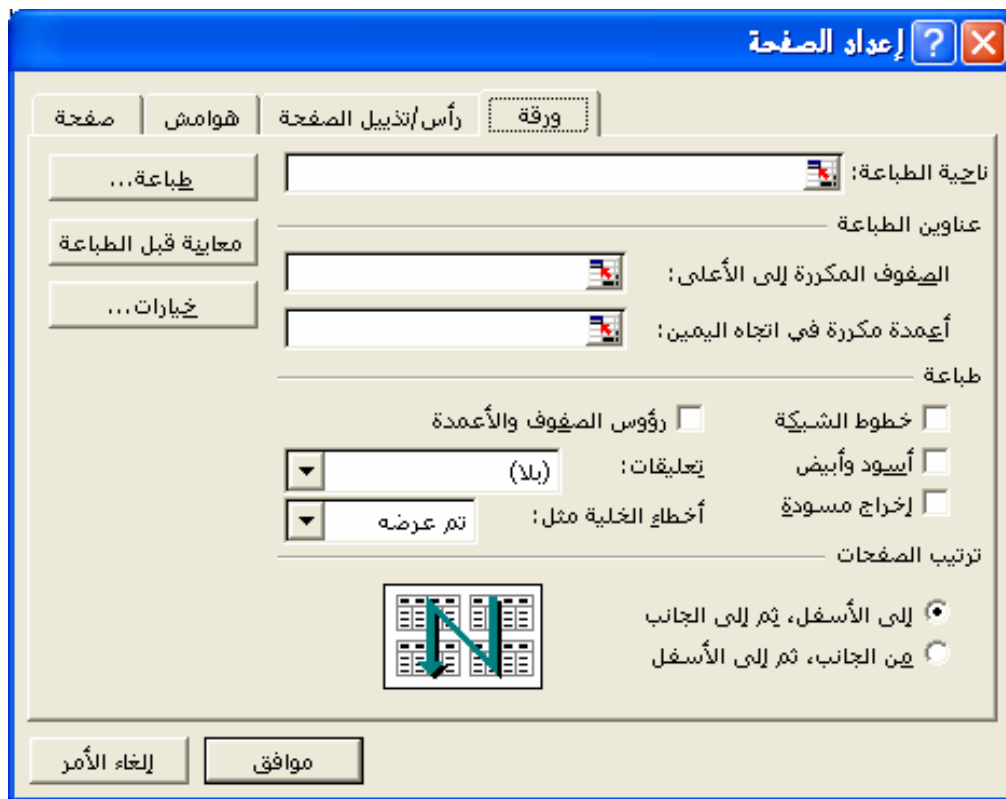 إعداد الصفحة
صفحة هوامش رأس/تذييل الصفحة ورقة
ناحية الطباعة:
طباعة...
عناوين الطباعة
معاينة قبل الطباعة
الصفوف المكررة إلى الأعلى:
خيارات...
أعمدة مكررة في اتجاه اليمين:
طباعة
خطوط الشبكة رؤوس الصفوف والأعمدة
أسود وأبيض تعليقات: (بلا)
إخراج مسودة أخطاء الخلية مثل: تم عرضه
ترتيب الصفحات
إلى الأسفل، ثم إلى الجانب
من الجانب، ثم إلى الأسفل
موافق إلغاء الأمر